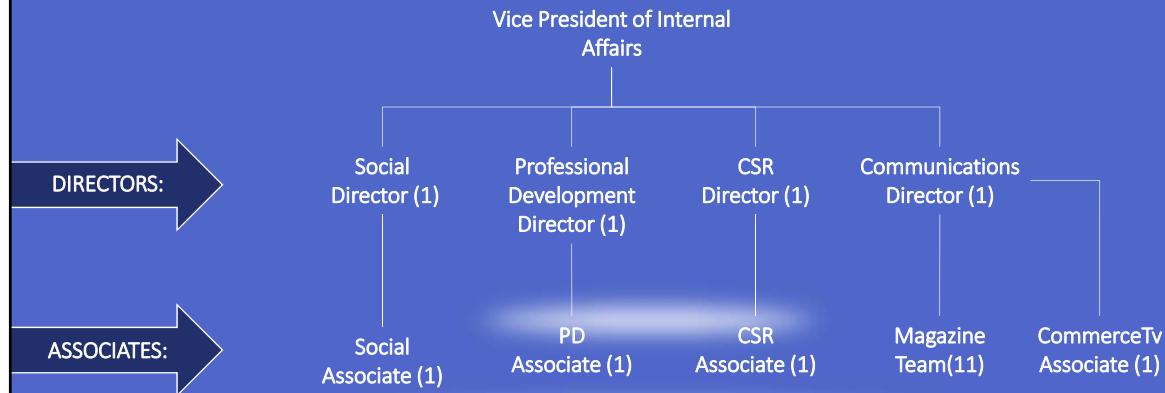 Vice President of Internal
Affairs
DIRECTORS:
Social
Director (1)
Professional
Development
Director (1)
CSR
Director (1)
Communications
Director (1)
ASSOCIATES:
Social
Associate (1)
PD
Associate (1)
CSR
Associate (1)
Magazine
Team(11)
CommerceTv
Associate (1)